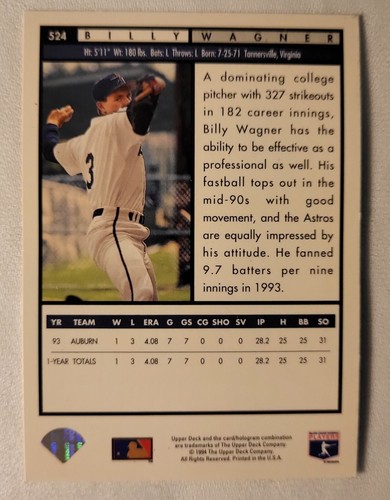 524 BILLY WAGNER
Ht: 5'11" Wt: 180 lbs. Bats: L Throws: L Born: 7-25-71 Tannersville, Virginia
A dominating college
pitcher with 327 strikeouts
in 182 career innings,
Billy Wagner has the
ability to be effective as a
professional as well. His
fastball tops out in the
mid-90s with good
movement, and the Astros
are equally impressed by
his attitude. He fanned
9.7 batters per nine
innings in 1993.
3
YR TEAM W L ERA G GS CG SHO SV IP H BB SO
93 AUBURN 1 3 4.08 7 7 0 0 0 28.2 25 25 31
1-YEAR TOTALS 1 3 4.08 7 7 0 0 0 28.2 25 25 31
Upper Deck and the card/hologram combination
are trademarks of The Upper Deck Company.
© 1994 The Upper Deck Company.
All Rights Reserved. Printed in the U.S.A.
PLAYERS